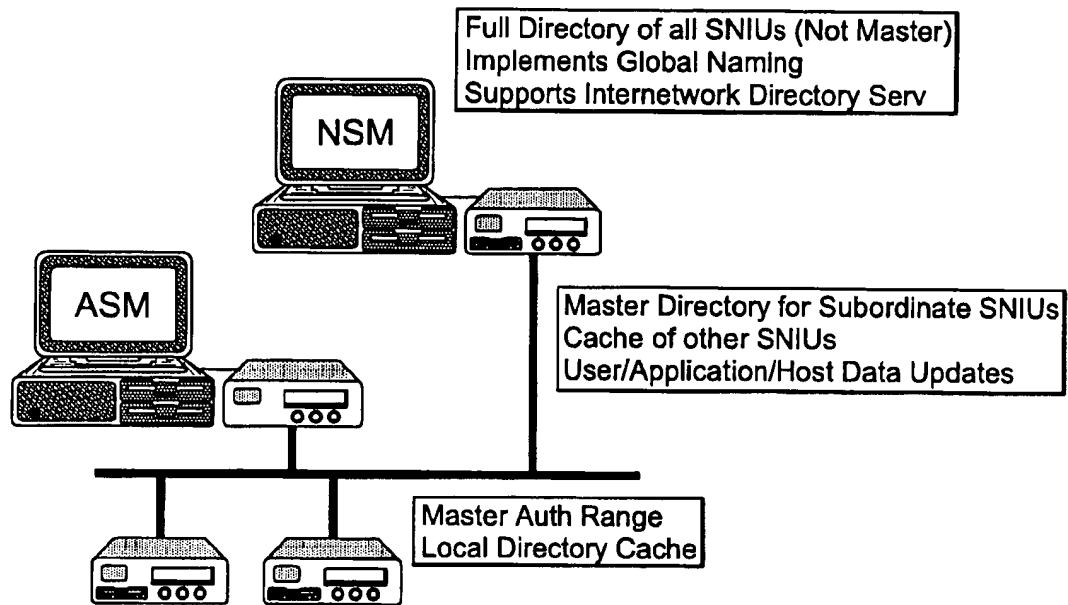 Full Directory of all SNIUs (Not Master)
Implements Global Naming
Supports Internetwork Directory Serv
NSM
ASM
Master Directory for Subordinate SNIUs
Cache of other SNIUs
User/Application/Host Data Updates
Master Auth Range
Local Directory Cache